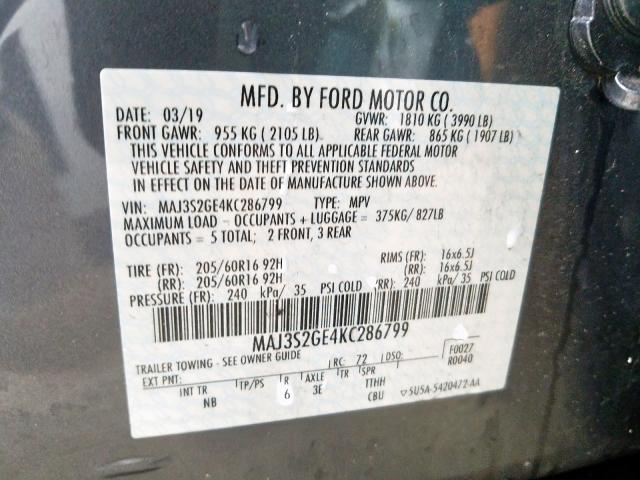 MFD. BY FORD MOTOR CO.
DATE: 03/19 GVWR: 1810 KG ( 3990 LB)
FRONT GAWR: 955 KG ( 2105 LB) REAR GAWR: 865 KG ( 1907 LB)
THIS VEHICLE CONFORMS TO ALL APPLICABLE FEDERAL MOTOR
VEHICLE SAFETY AND THEFT PREVENTION STANDARDS
IN EFFECT ON THE DATE OF MANUFACTURE SHOWN ABOVE.
VIN: MAJ3S2GE4KC286799 TYPE: MPV
MAXIMUM LOAD - OCCUPANTS + LUGGAGE = 375KG/ 827LB
OCCUPANTS = 5 TOTAL; 2 FRONT, 3 REAR
TIRE (FR): 205/60R16 92H RIMS (FR): 16x6.5J
(RR): 205/60R16 92H (RR): 16x6.5J
PRESSURE (FR): 240 kPa/ 35 PSI COLD (RR): 240 kPa/ 35 PSI COLD
MAJ3S2GE4KC286799
TRAILER TOWING - SEE OWNER GUIDE RC: 72 DSO: F0027
R0040
EXT PNT: INT TR TP/PS R AXLE TR SPR
NB 6 3E TTHH
CBU 5U5A-5420472-AA